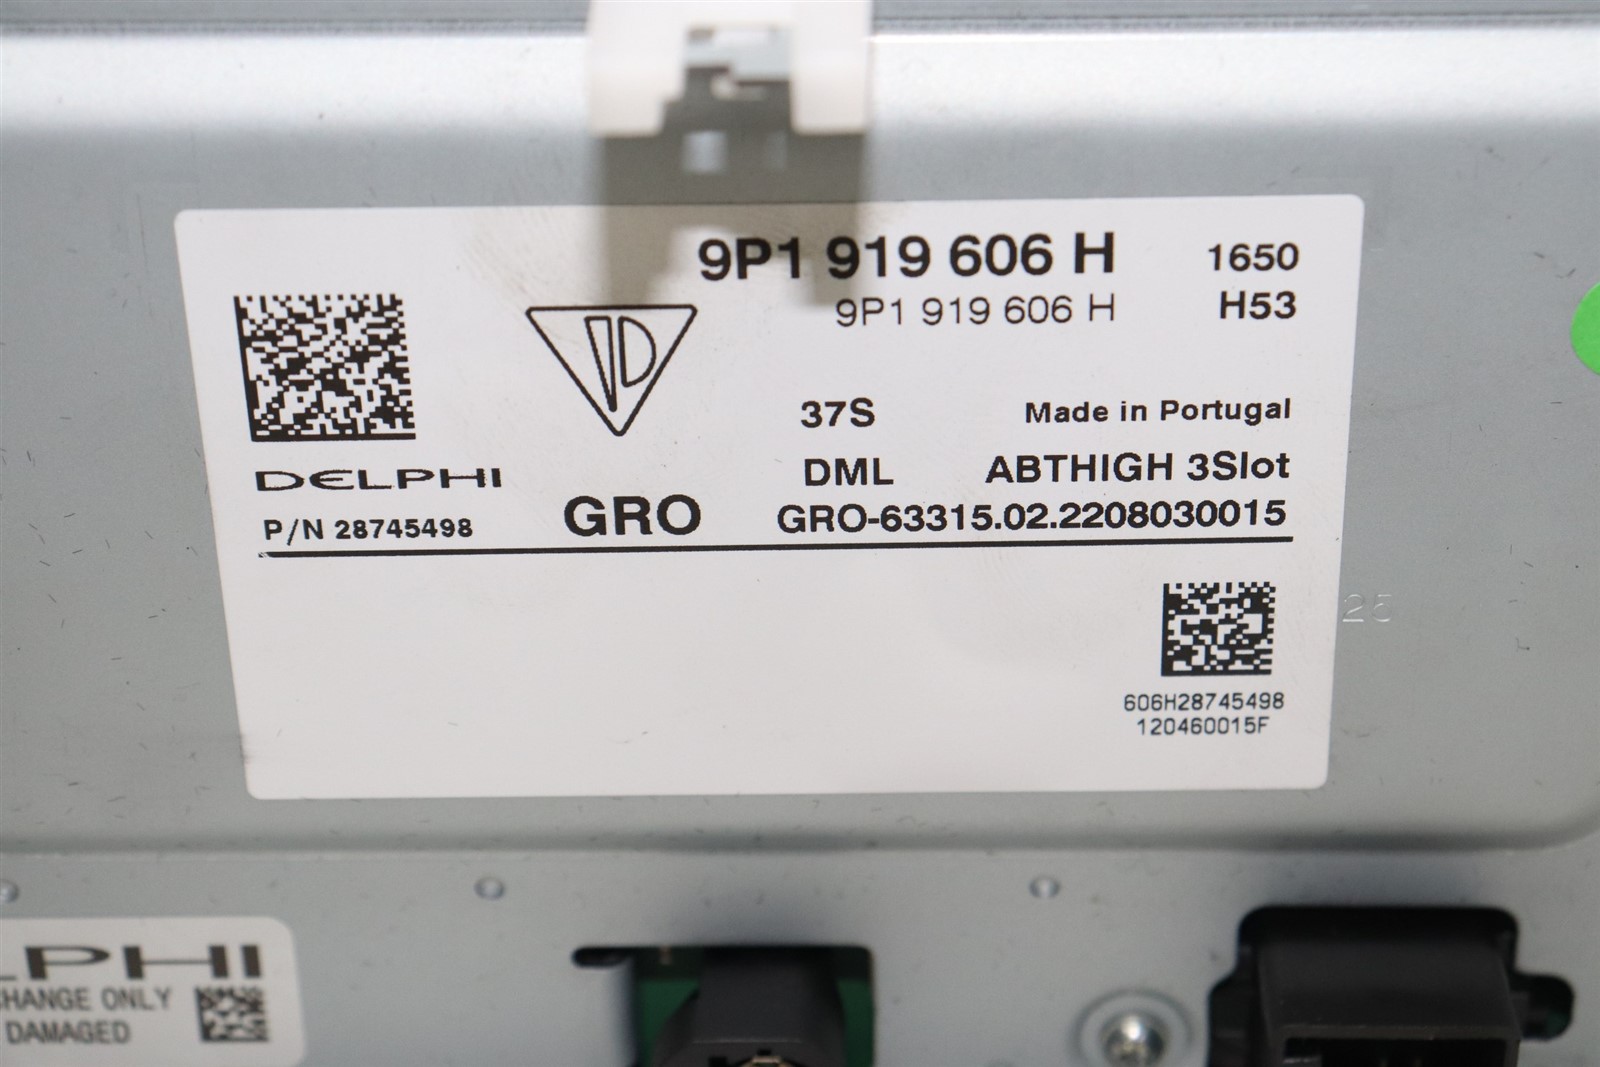 9P1 919 606 H 1650
9P1 919 606 H H53
37S Made in Portugal
DELPHI DML ABTHIGH 3Slot
P/N 28745498 GRO GRO-63315.02.2208030015
25
606H28745498
120460015F
LPHI
CHANGE ONLY
DAMAGED